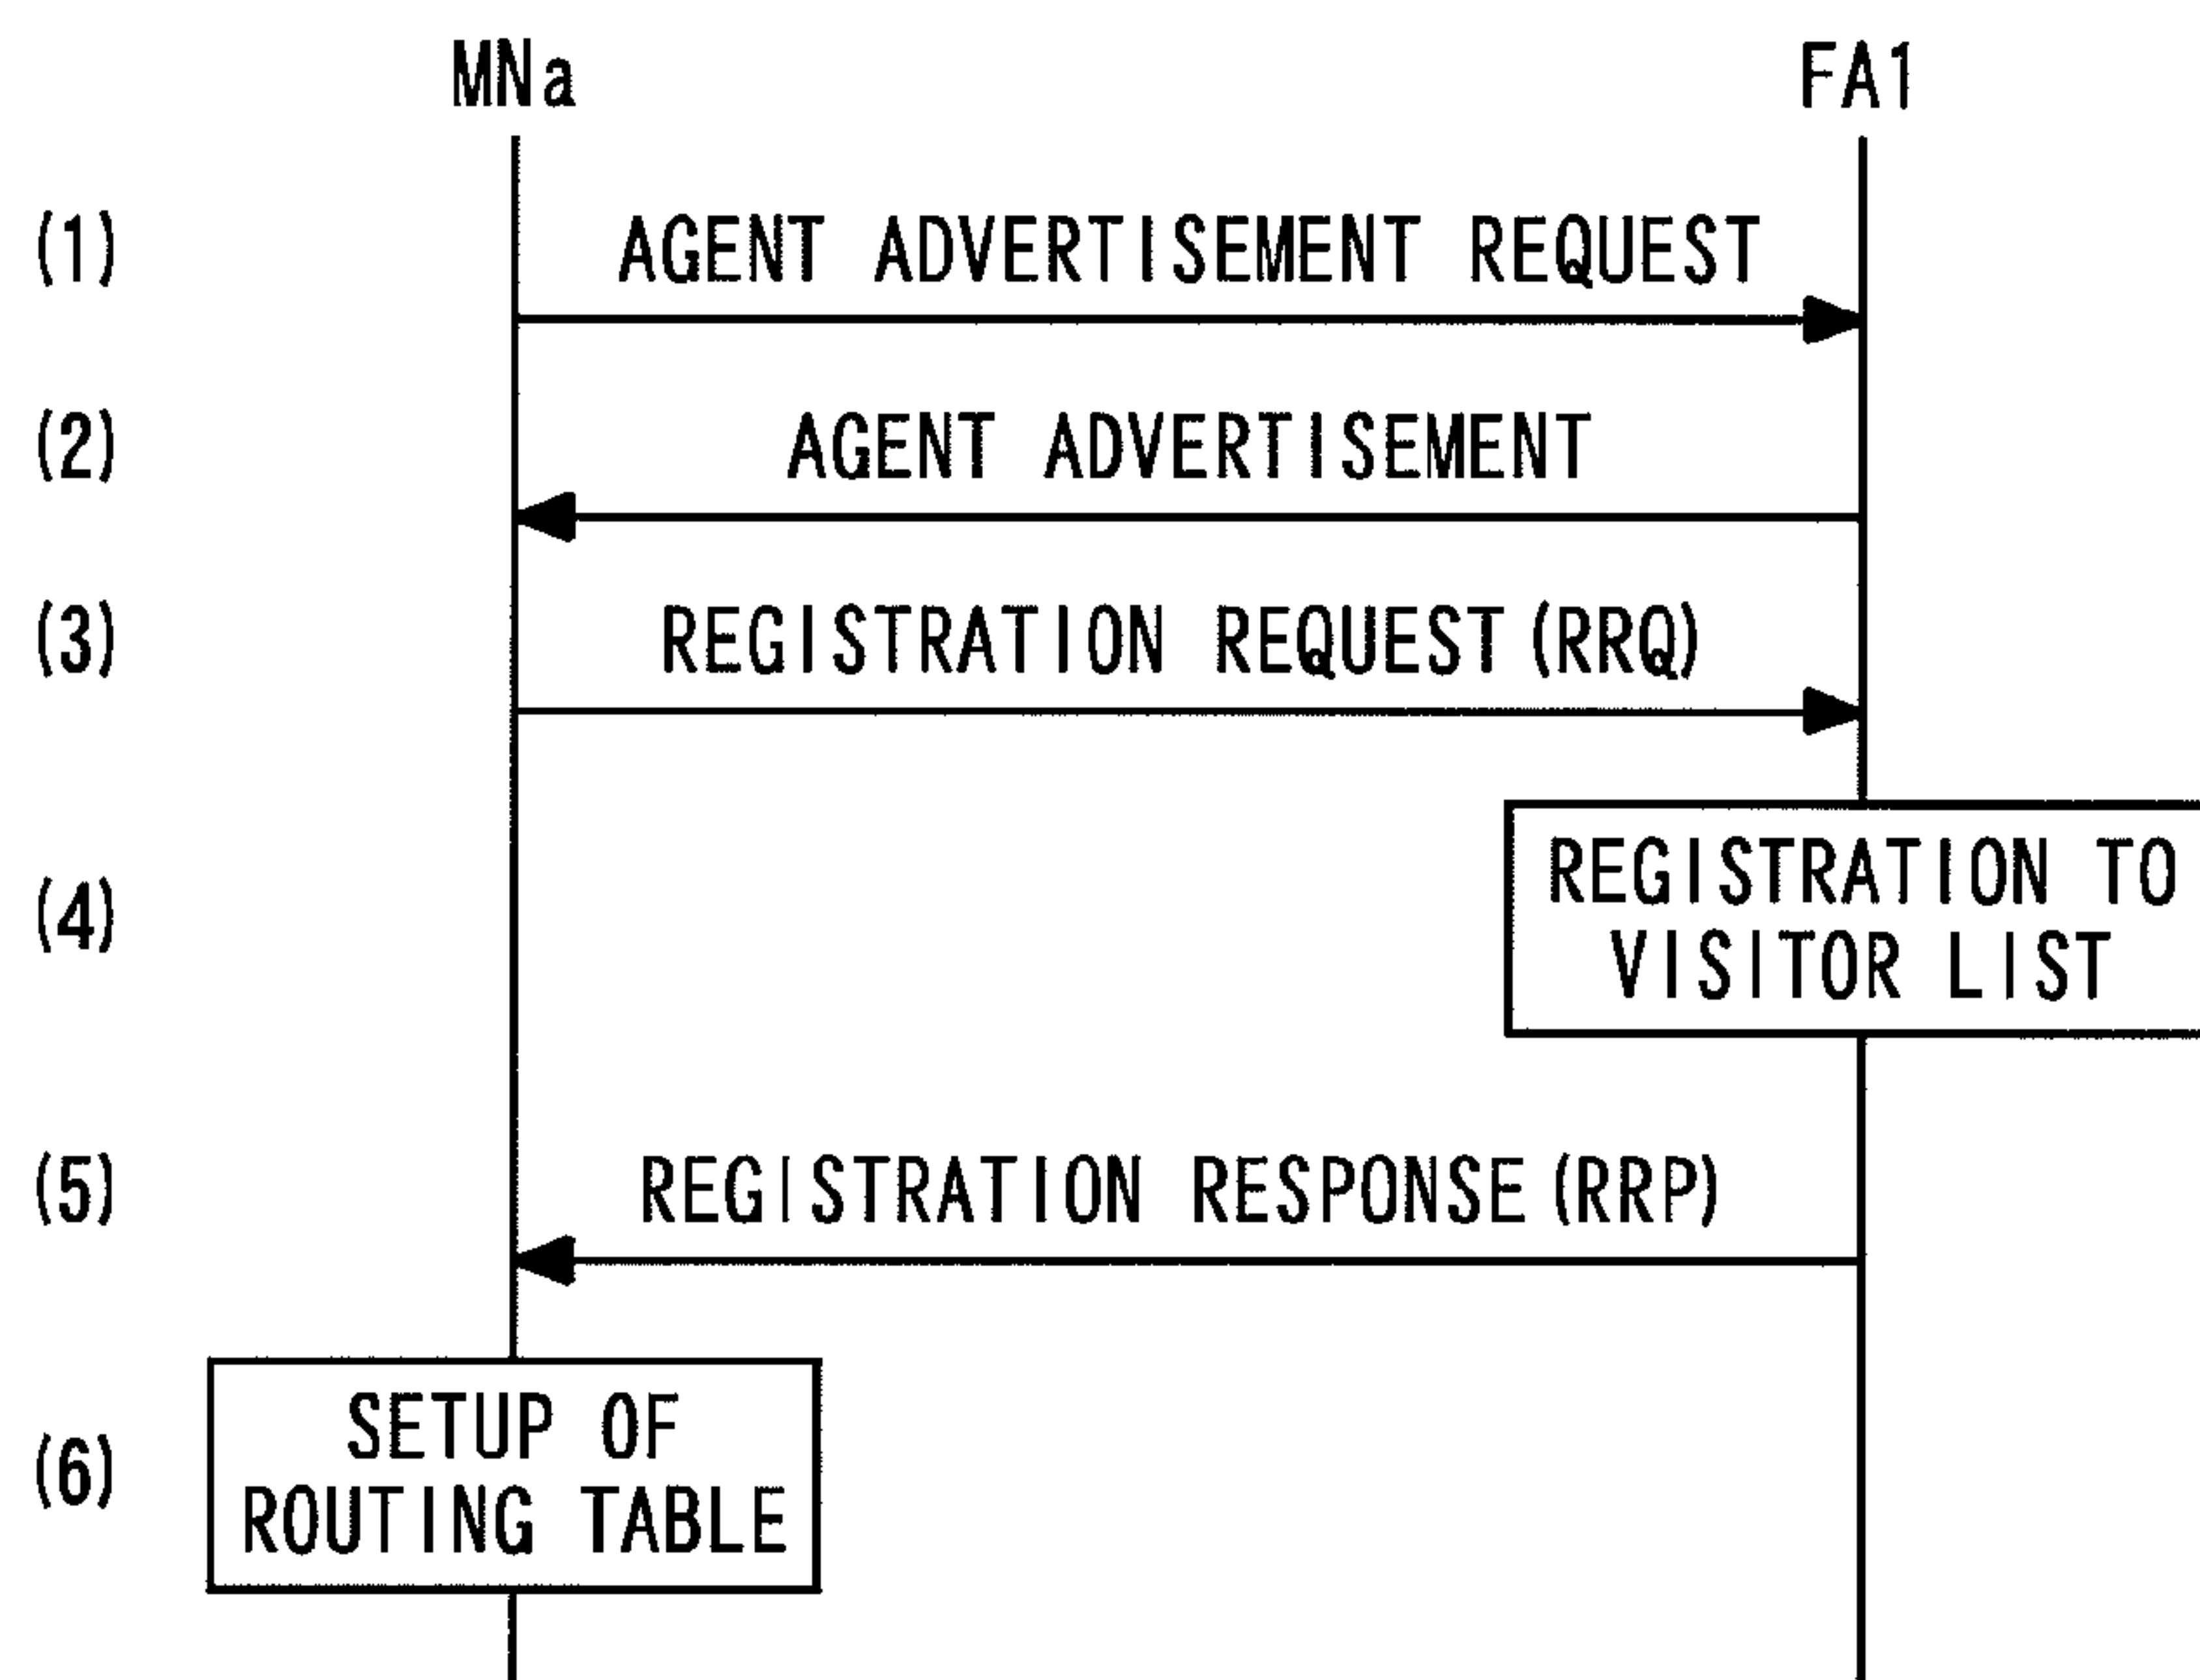 MNa FA1
(1) AGENT ADVERTISEMENT REQUEST
(2) AGENT ADVERTISEMENT
(3) REGISTRATION REQUEST(RRQ)
(4) REGISTRATION TO
VISITOR LIST
(5) REGISTRATION RESPONSE(RRP)
(6) SETUP OF
ROUTING TABLE